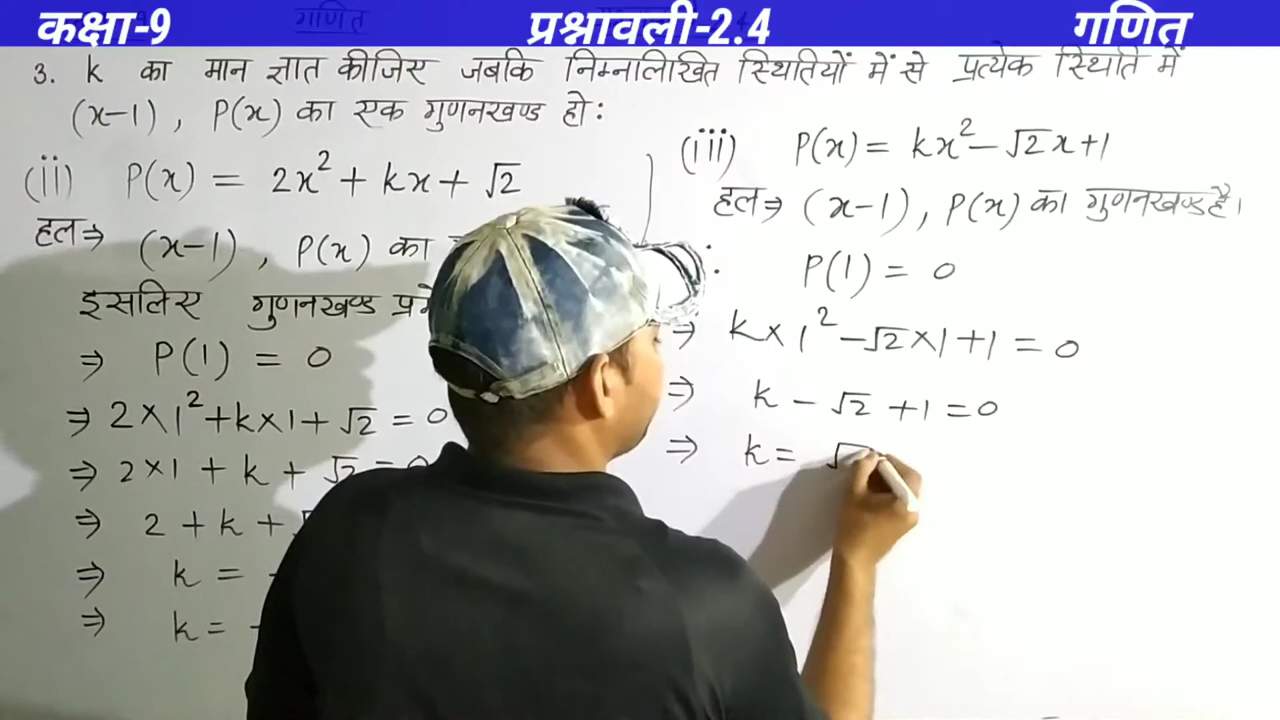 कक्षा-9 प्रश्नावली-2.4 गणित
3. k का मान ज्ञात कीजिए जबकि निम्नलिखित स्थितियों में से प्रत्येक स्थिति में
(x-1), P(x) का एक गुणनखण्ड हो:
(ii) P(x) = 2x² + kx + √2
हल⇒ (x-1), P(x) का
इसलिए गुणनखण्ड
⇒ P(1) = 0
⇒ 2×1² + k×1 + √2 = 0
⇒ 2×1 + k + √2 = 0
⇒ 2 + k +
⇒ k = -
⇒ k = -
(iii) P(x) = kx² - √2x + 1
हल⇒ (x-1), P(x) का गुणनखण्ड है।
P(1) = 0
⇒ k×1² - √2×1 + 1 = 0
⇒ k - √2 + 1 = 0
⇒ k = √